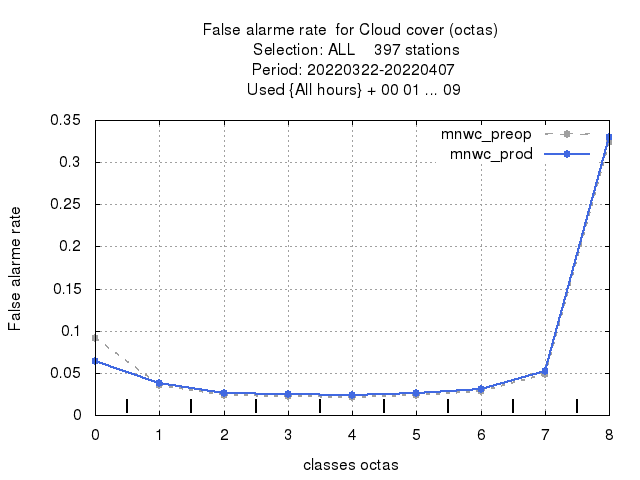 False alarme rate  for Cloud cover (octas)
Selection: ALL    397 stations
Period: 20220322-20220407
Used {All hours} + 00 01 ... 09
mnwc_preop
mnwc_prod
0.35
0.3
0.25
0.2
0.15
0.1
0.05
0
False alarme rate
0 1 2 3 4 5 6 7 8
classes octas